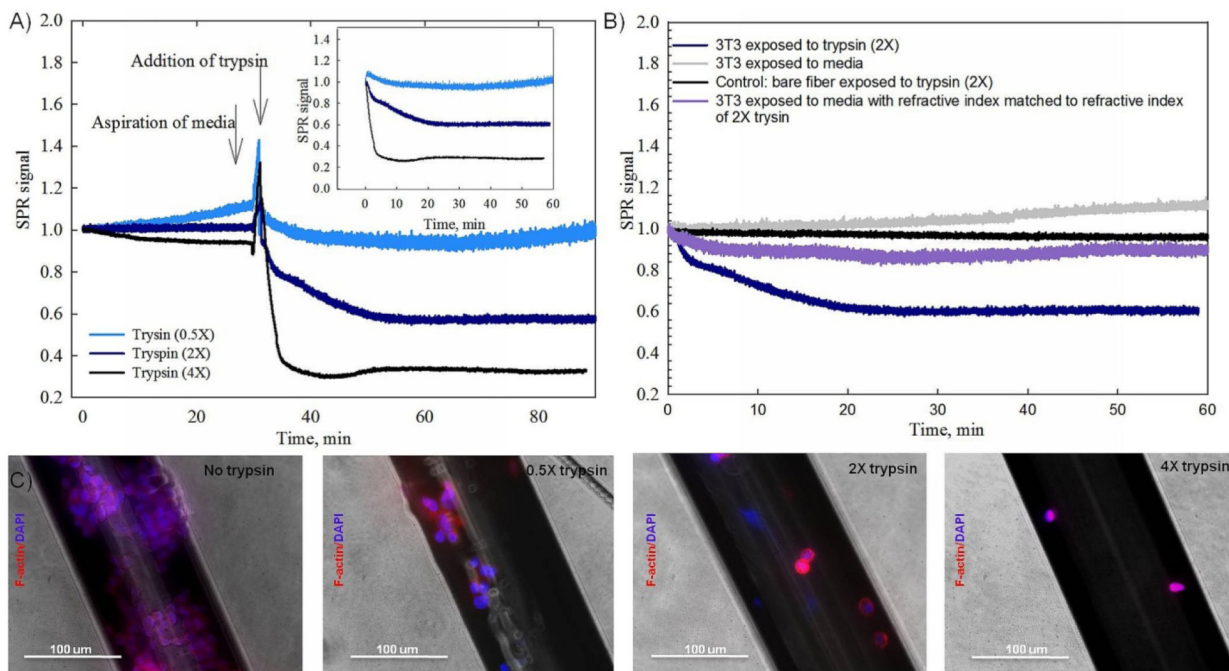 A)
2.0
1.8
1.6
1.4
1.2
1.0
0.8
0.6
0.4
0.2
SPR signal
Addition of trypsin
Aspiration of media
Trysin (0.5X)
Tryspin (2X)
Trypsin (4X)
0
20
40
60
80
Time, min
1.4
1.2
1.0
0.8
0.6
0.4
0.2
0.0
SPR signal
0
10
20
30
40
50
60
Time, min
B)
2.0
1.8
1.6
1.4
1.2
1.0
0.8
0.6
0.4
0.2
SPR signal
3T3 exposed to trypsin (2X)
3T3 exposed to media
Control: bare fiber exposed to trypsin (2X)
3T3 exposed to media with refractive index matched to refractive index
of 2X trysin
0
10
20
30
40
50
60
Time, min
C)
No trypsin
F-actin/DAPI
100 um
0.5X trypsin
F-actin/DAPI
100 um
2X trypsin
F-actin/DAPI
100 um
4X trypsin
F-actin/DAPI
100 um